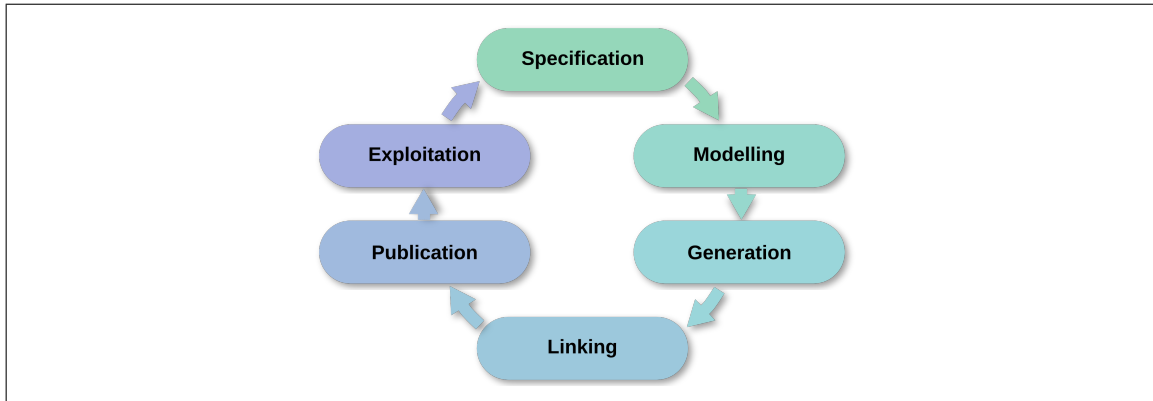 Specification
Exploitation
Modelling
Publication
Generation
Linking